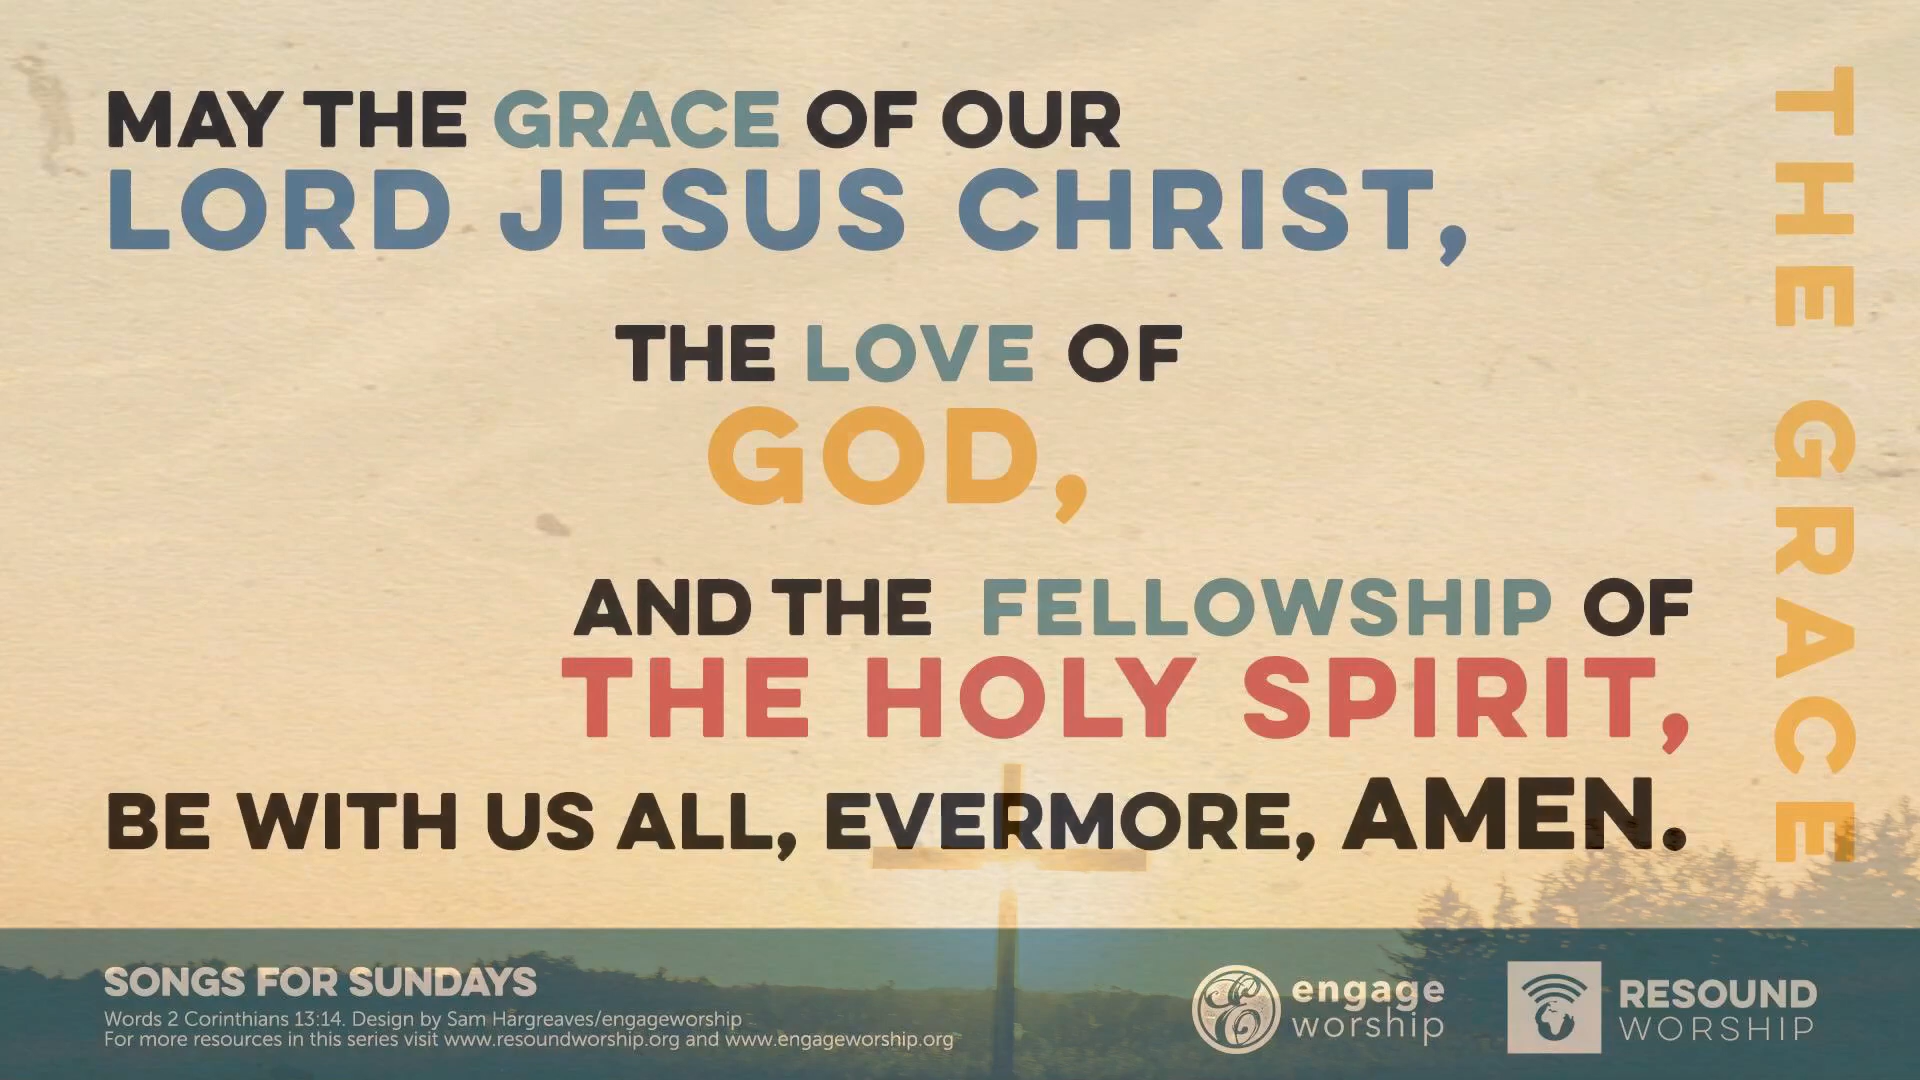 MAY THE GRACE OF OUR
LORD JESUS CHRIST,
THE LOVE OF
GOD,
AND THE FELLOWSHIP OF
THE HOLY SPIRIT,
BE WITH US ALL, EVERMORE, AMEN.
THE GRACE
SONGS FOR SUNDAYS
Words 2 Corinthians 13:14. Design by Sam Hargreaves/engageworship
For more resources in this series visit www.resoundworship.org and www.engageworship.org
engage
worship
RESOUND
WORSHIP